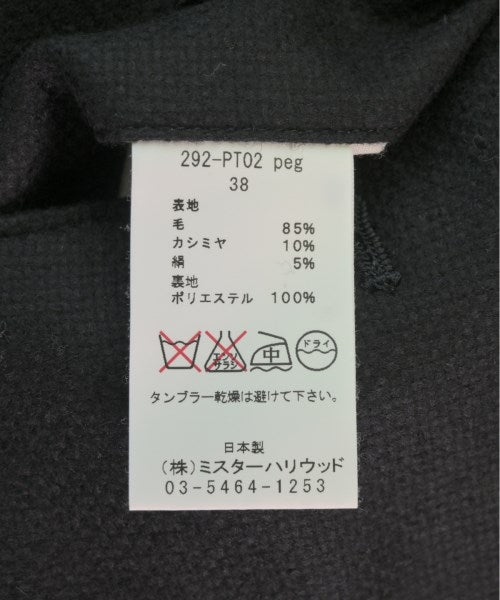 292-PT02 peg
38
表地
毛 85%
カシミヤ 10%
絹 5%
裏地
ポリエステル 100%
エンソサラシ 中 ドライ
タンブラー乾燥は避けて下さい。
日本製
（株）ミスターハリウッド
03-5464-1253